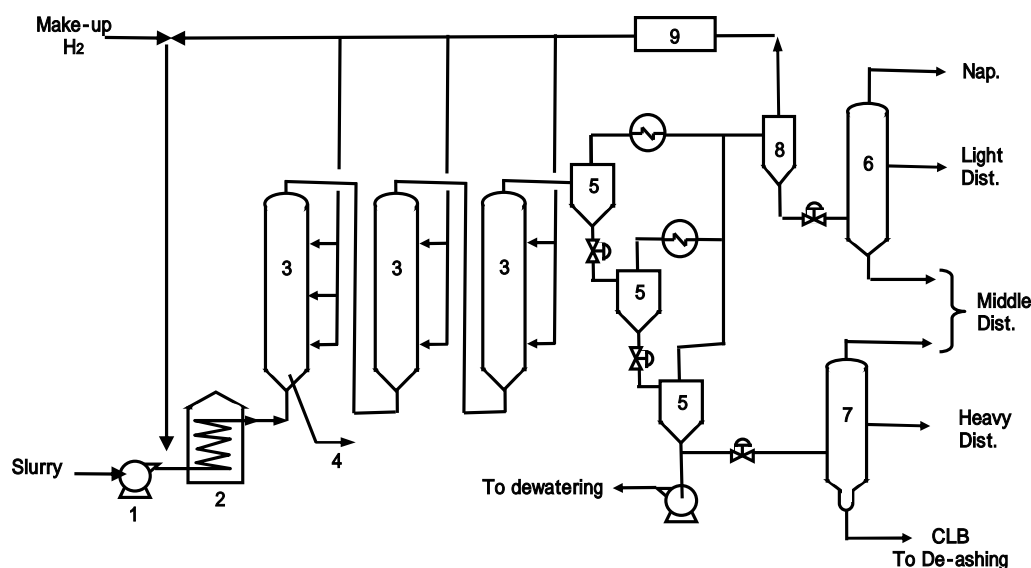 Make-up
H2
9
Nap.
8
6
Light
Dist.
5
3
3
3
5
Middle
Dist.
5
7
Heavy
Dist.
4
Slurry
2
1
To dewatering
CLB
To De-ashing